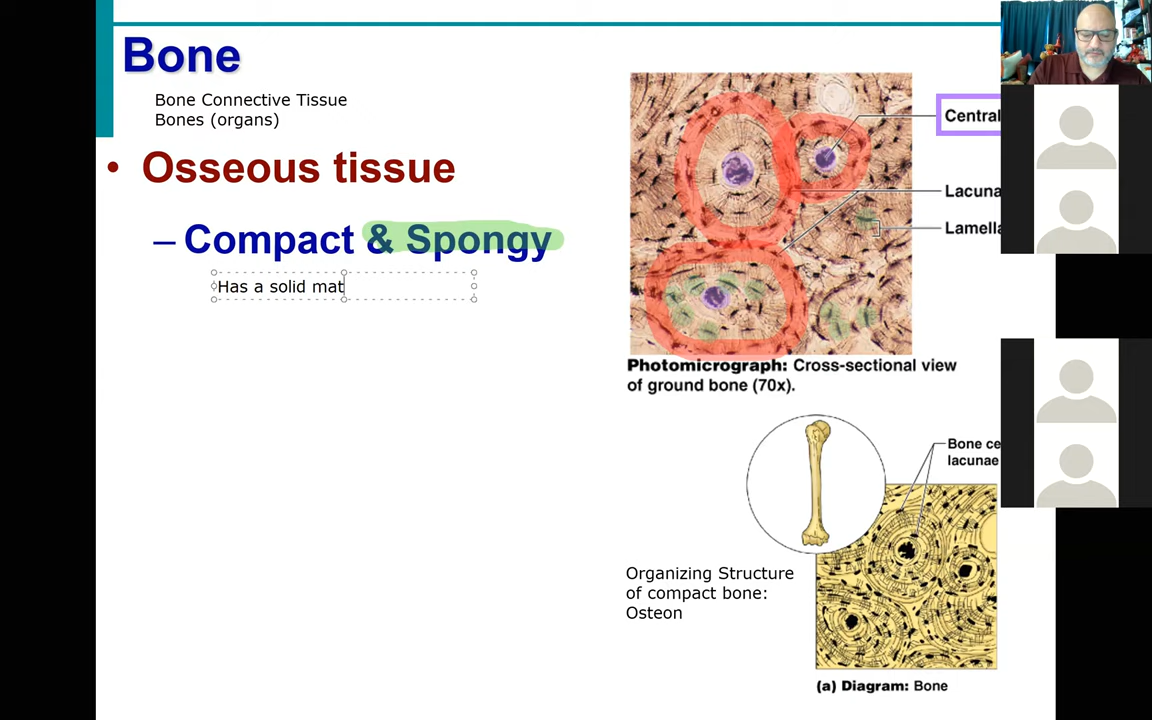 Bone
Bone Connective Tissue
Bones (organs)
• Osseous tissue
– Compact & Spongy
Has a solid mat
Central
Lacuna
Lamella
Photomicrograph: Cross-sectional view
of ground bone (70x).
Bone ce
lacunae
Organizing Structure
of compact bone:
Osteon
(a) Diagram: Bone